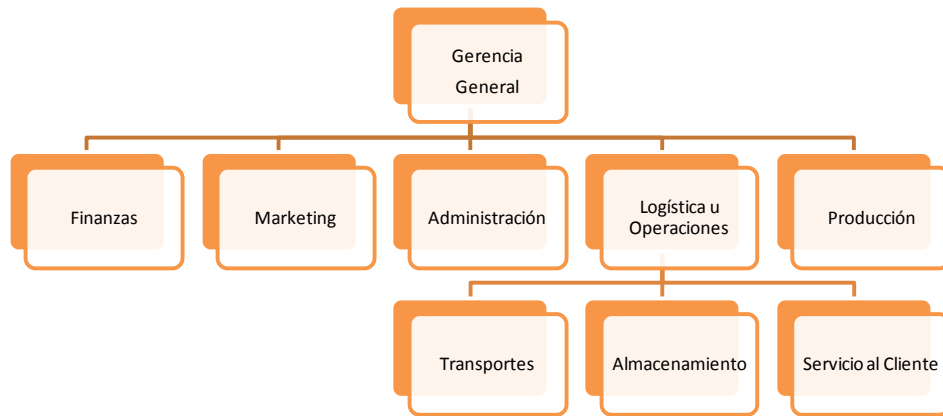 Gerencia
General
Finanzas
Marketing
Administración
Logística u
Operaciones
Producción
Transportes
Almacenamiento
Servicio al Cliente